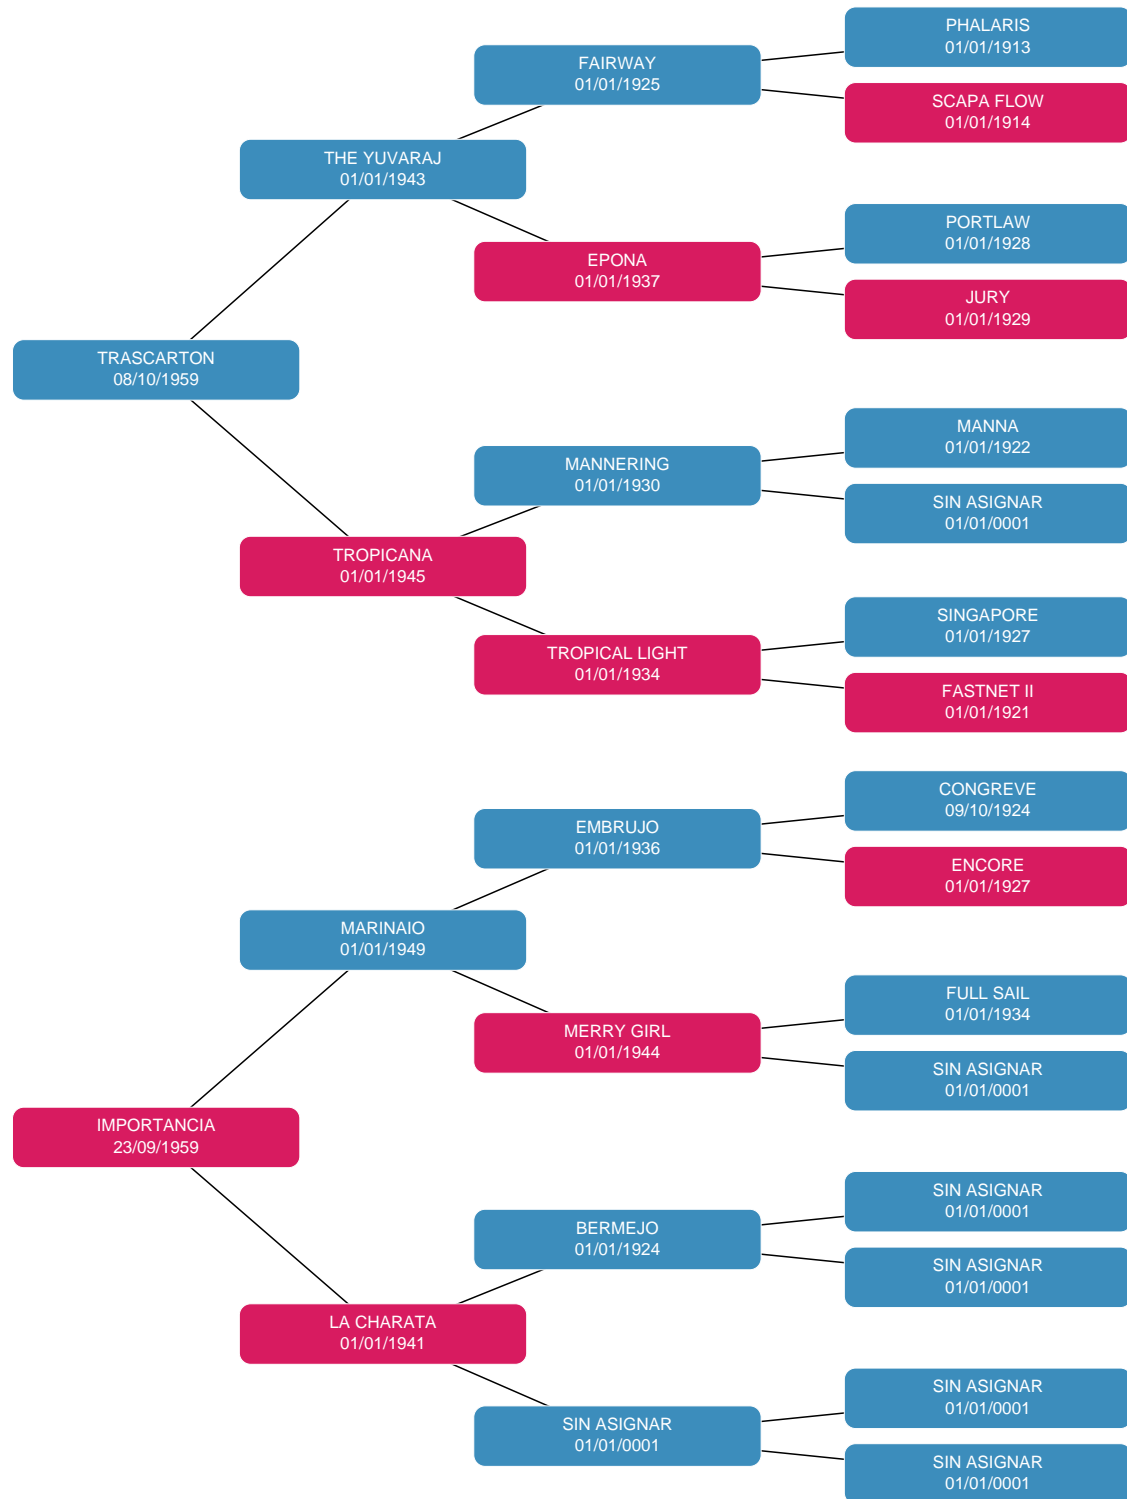 PHALARIS
01/01/1913
FAIRWAY
01/01/1925
SCAPA FLOW
01/01/1914
THE YUVARAJ
01/01/1943
PORTLAW
01/01/1928
EPONA
01/01/1937
JURY
01/01/1929
TRASCARTON
08/10/1959
MANNA
01/01/1922
MANNERING
01/01/1930
SIN ASIGNAR
01/01/0001
TROPICANA
01/01/1945
SINGAPORE
01/01/1927
TROPICAL LIGHT
01/01/1934
FASTNET II
01/01/1921
CONGREVE
09/10/1924
EMBRUJO
01/01/1936
ENCORE
01/01/1927
MARINAIO
01/01/1949
FULL SAIL
01/01/1934
MERRY GIRL
01/01/1944
SIN ASIGNAR
01/01/0001
IMPORTANCIA
23/09/1959
SIN ASIGNAR
01/01/0001
BERMEJO
01/01/1924
SIN ASIGNAR
01/01/0001
LA CHARATA
01/01/1941
SIN ASIGNAR
01/01/0001
SIN ASIGNAR
01/01/0001
SIN ASIGNAR
01/01/0001